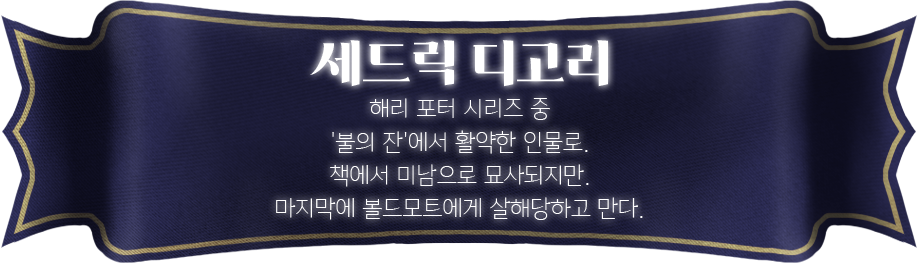 세드릭 디고리
해리 포터 시리즈 중
'불의 잔'에서 활약한 인물로.
책에서 미남으로 묘사되지만.
마지막에 볼드모트에게 살해당하고 만다.